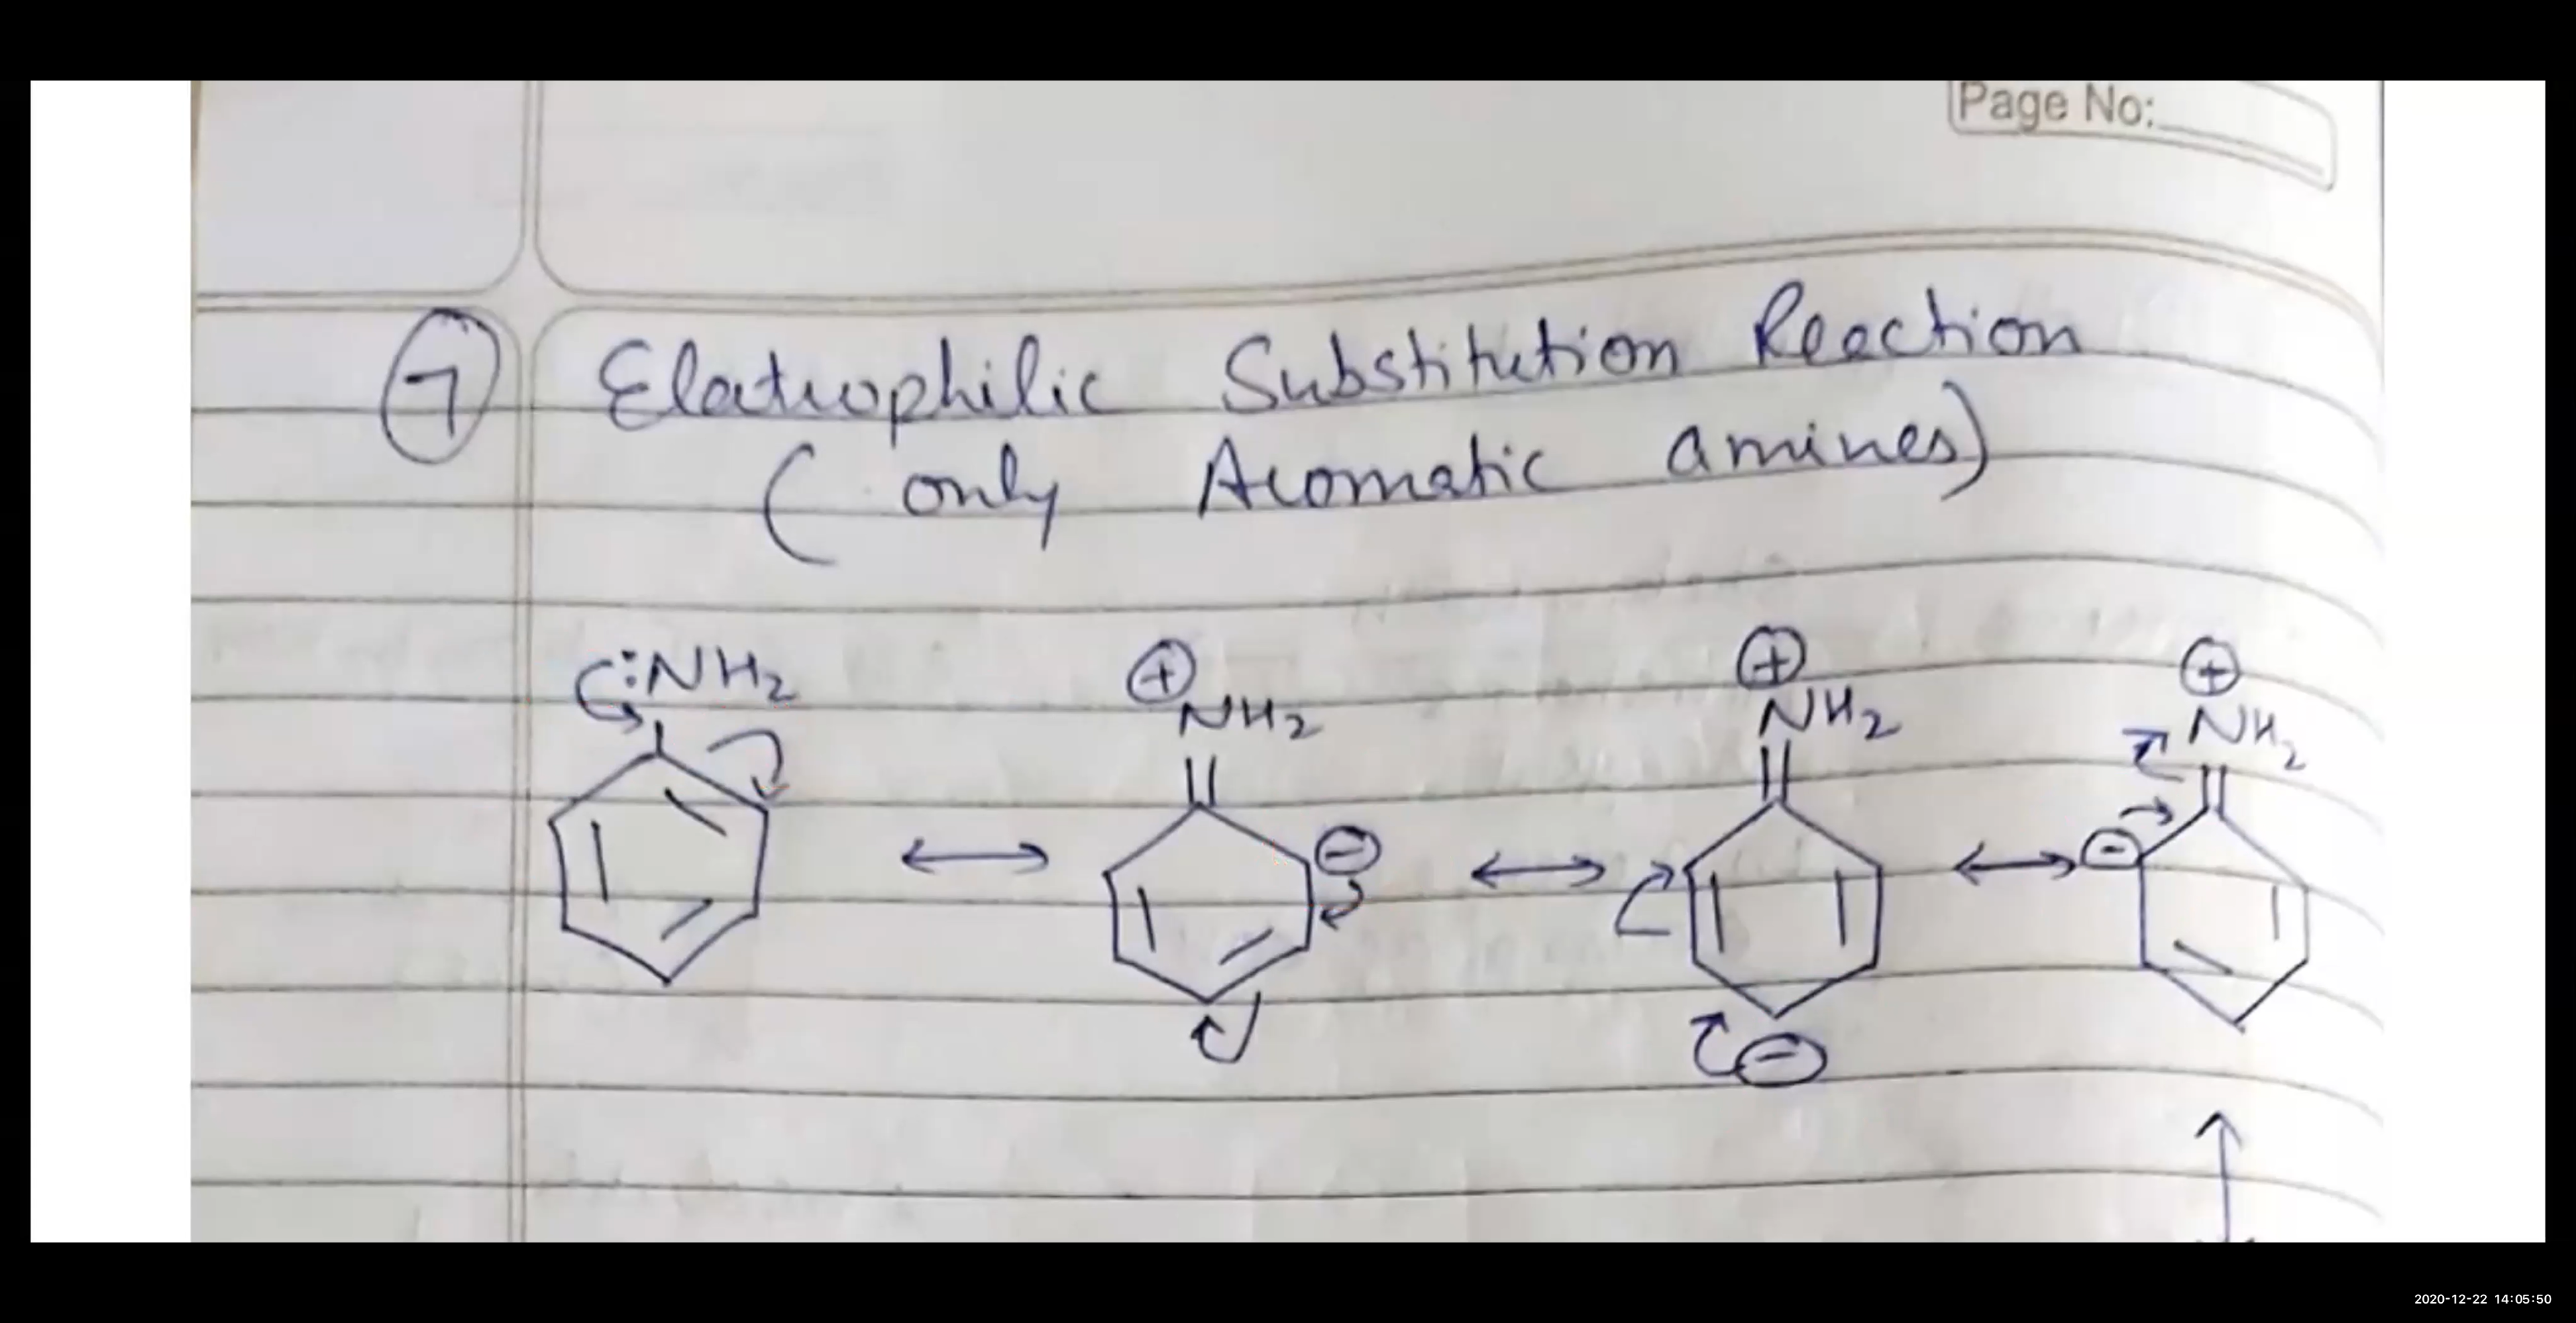 Page No:
7 Electrophilic Substitution Reaction
( only Aromatic amines)
:NH2 ⊕ NH2 ⊕ NH2 ⊕ NH2
⊖ ⊖ ⊖
2020-12-22 14:05:50